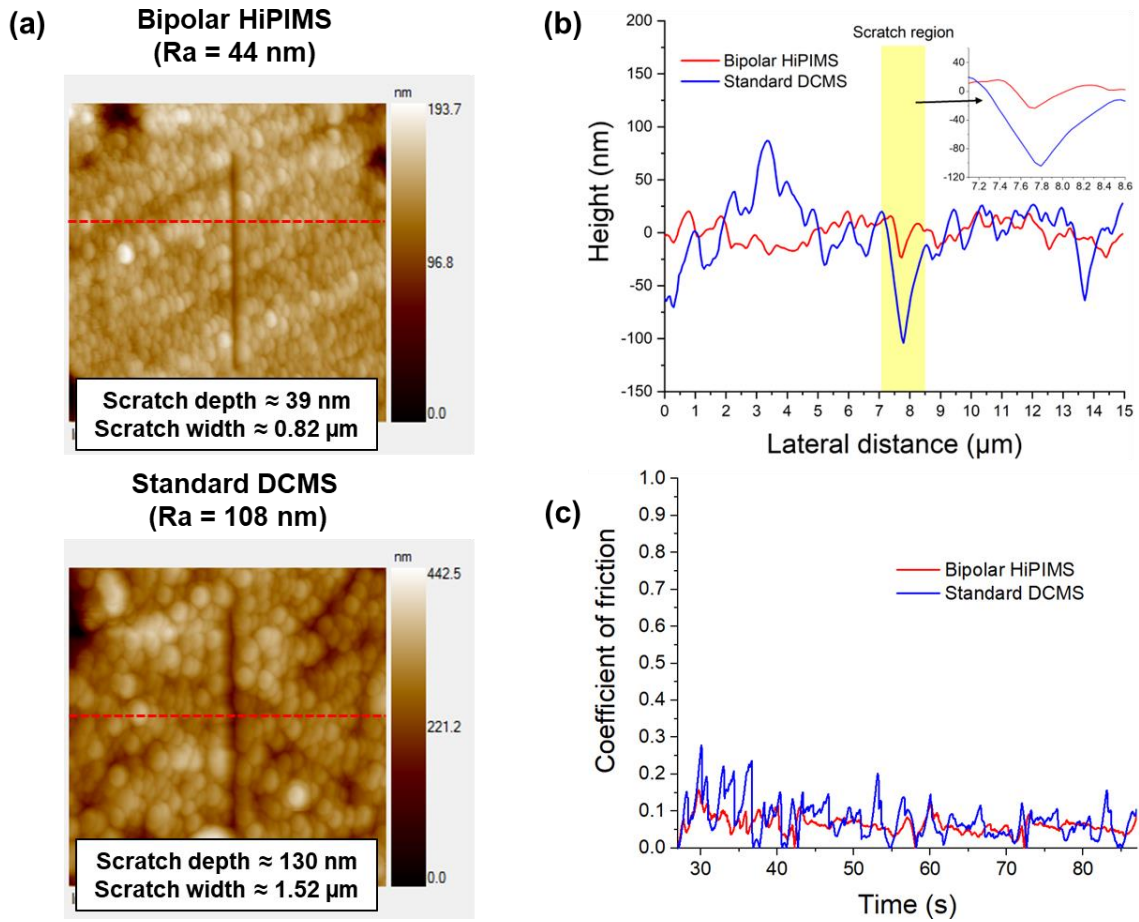 (a)
Bipolar HiPIMS
(Ra = 44 nm)
nm
193.7
96.8
0.0
Scratch depth ≈ 39 nm
Scratch width ≈ 0.82 µm
Standard DCMS
(Ra = 108 nm)
nm
442.5
221.2
0.0
Scratch depth ≈ 130 nm
Scratch width ≈ 1.52 µm
(b)
Scratch region
Bipolar HiPIMS
Standard DCMS
200
150
100
50
0
-50
-100
-150
Height (nm)
0 1 2 3 4 5 6 7 8 9 10 11 12 13 14 15
Lateral distance (µm)
40
0
-40
-80
-120
7.2 7.4 7.6 7.8 8.0 8.2 8.4 8.6
(c)
Bipolar HiPIMS
Standard DCMS
1.0
0.9
0.8
0.7
0.6
0.5
0.4
0.3
0.2
0.1
0.0
Coefficient of friction
30 40 50 60 70 80
Time (s)